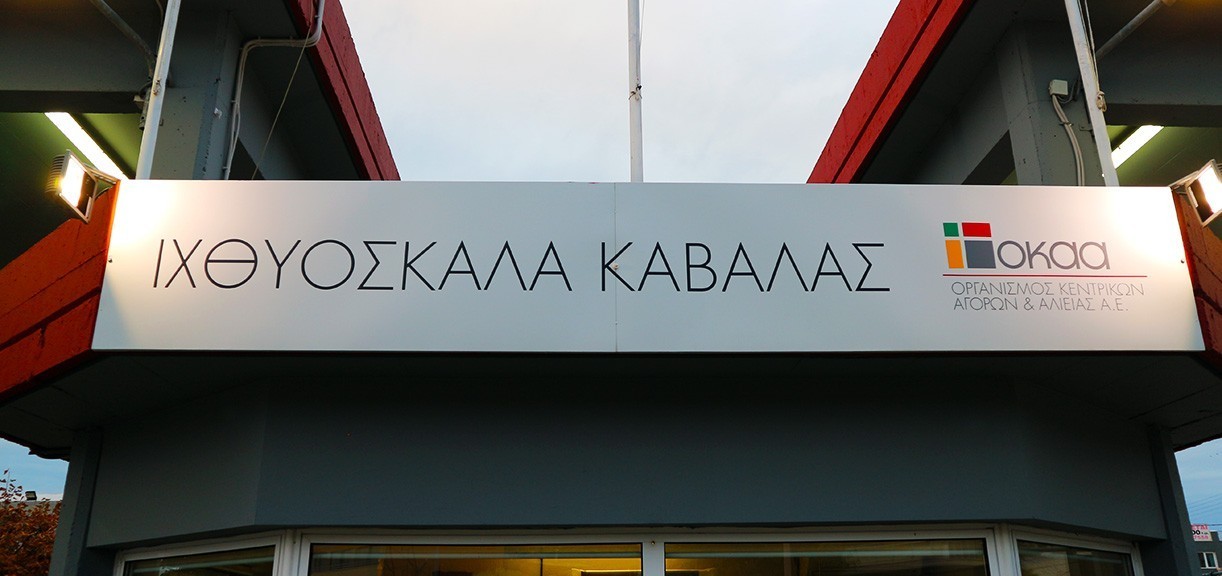 ΙΧΘΥΟΣΚΑΛΑ ΚΑΒΑΛΑΣ
οκαα
ΟΡΓΑΝΙΣΜΟΣ ΚΕΝΤΡΙΚΩΝ
ΑΓΟΡΩΝ & ΑΛΙΕΙΑΣ Α.Ε.